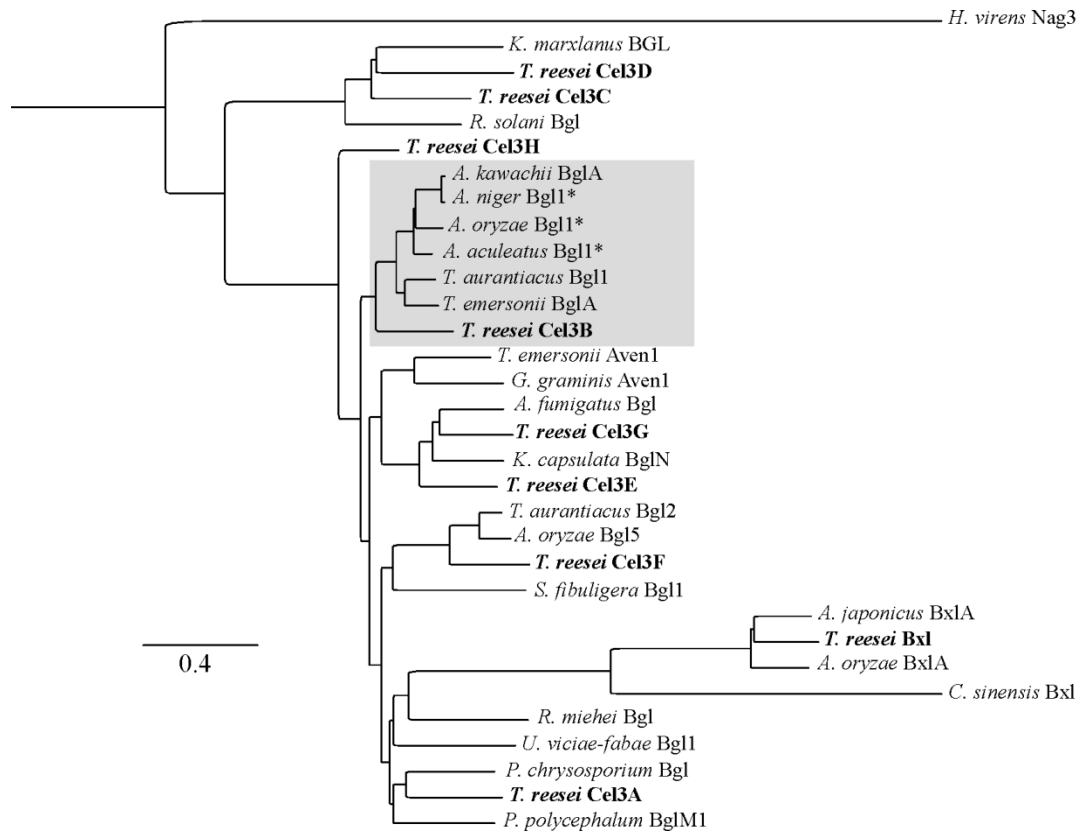 H. virens Nag3
K. marxlanus BGL
T. reesei Cel3D
T. reesei Cel3C
R. solani Bgl
T. reesei Cel3H
A. kawachii BglA
A. niger Bgl1*
A. oryzae Bgl1*
A. aculeatus Bgl1*
T. aurantiacus Bgl1
T. emersonii BglA
T. reesei Cel3B
T. emersonii Aven1
G. graminis Aven1
A. fumigatus Bgl
T. reesei Cel3G
K. capsulata BglN
T. reesei Cel3E
T. aurantiacus Bgl2
A. oryzae Bgl5
T. reesei Cel3F
S. fibuligera Bgl1
A. japonicus BxlA
T. reesei Bxl
0.4
A. oryzae BxlA
C. sinensis Bxl
R. miehei Bgl
U. viciae-fabae Bgl1
P. chrysosporium Bgl
T. reesei Cel3A
P. polycephalum BglM1